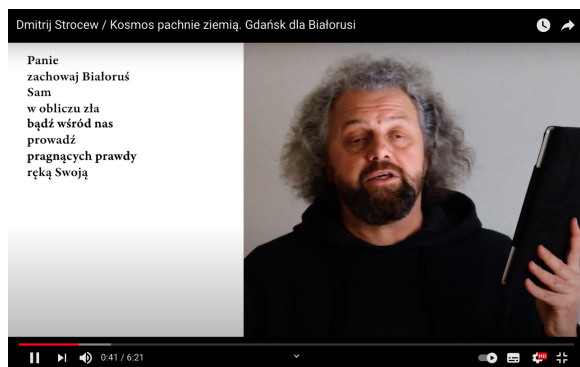 Dmitrij Strocew / Kosmos pachnie ziemią. Gdańsk dla Białorusi
Panie
zachowaj Białoruś
Sam
w obliczu zła
bądź wśród nas
prowadź
pragnących prawdy
ręką Swoją
0:41 / 6:21
HD